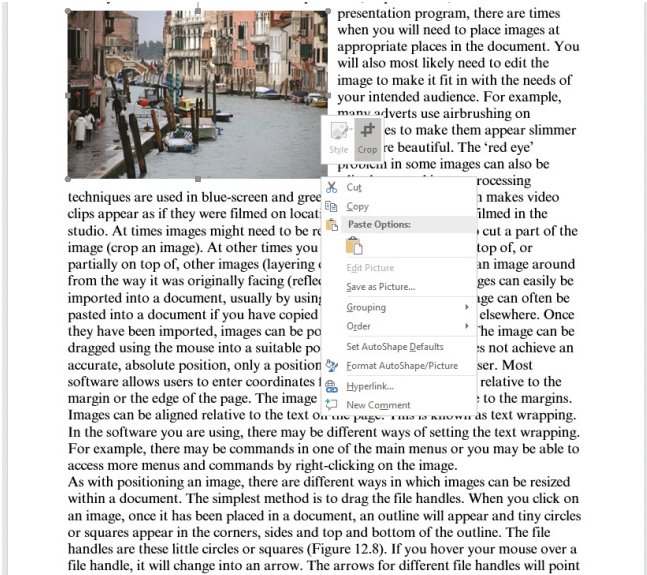 presentation program, there are times
when you will need to place images at
appropriate places in the document. You
will also most likely need to edit the
image to make it fit in with the needs of
your intended audience. For example,
many adverts use airbrushing on
to make them appear slimmer
beautiful. The ‘red eye’
problem in some images can also be
Style
Crop
techniques are used in blue-screen and makes video
clips appear as if they were filmed on filmed in the
studio. At times images might need to be cut a part of the
image (crop an image). At other times you top of, or
partially on top of, other images (layering an image around
from the way it was originally facing can easily be
imported into a document, usually by using can often be
pasted into a document if you have copied elsewhere. Once
they have been imported, images can be The image can be
dragged using the mouse into a suitable not achieve an
accurate, absolute position, only a Most
software allows users to enter coordinates relative to the
margin or the edge of the page. The image to the margins.
Images can be aligned relative to the text on the page. This is known as text wrapping.
In the software you are using, there may be different ways of setting the text wrapping.
For example, there may be commands in one of the main menus or you may be able to
access more menus and commands by right-clicking on the image.
As with positioning an image, there are different ways in which images can be resized
within a document. The simplest method is to drag the file handles. When you click on
an image, once it has been placed in a document, an outline will appear and tiny circles
or squares appear in the corners, sides and top and bottom of the outline. The file
handles are these little circles or squares (Figure 12.8). If you hover your mouse over a
file handle, it will change into an arrow. The arrows for different file handles will point
Cut
Copy
Paste Options:
Edit Picture
Save as Picture...
Grouping
Order
Set AutoShape Defaults
Format AutoShape/Picture
Hyperlink...
New Comment